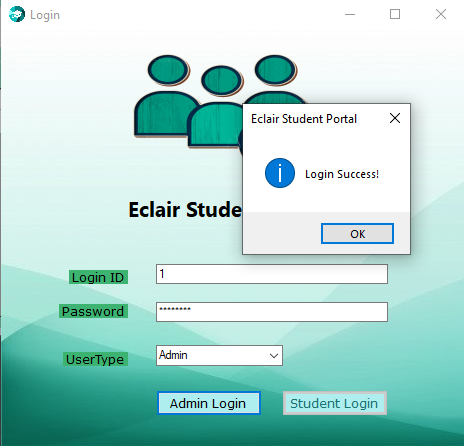 Login
Eclair Student Portal
Login Success!
OK
Eclair Stude
Login ID
1
Password
********
UserType
Admin
Admin Login
Student Login